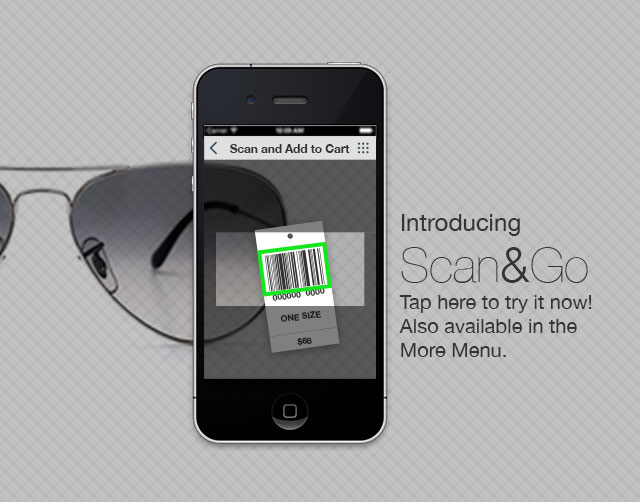 Carrier 10:09 AM
Scan and Add to Cart
000000 0000
ONE SIZE
$68
Introducing
Scan&Go
Tap here to try it now!
Also available in the
More Menu.